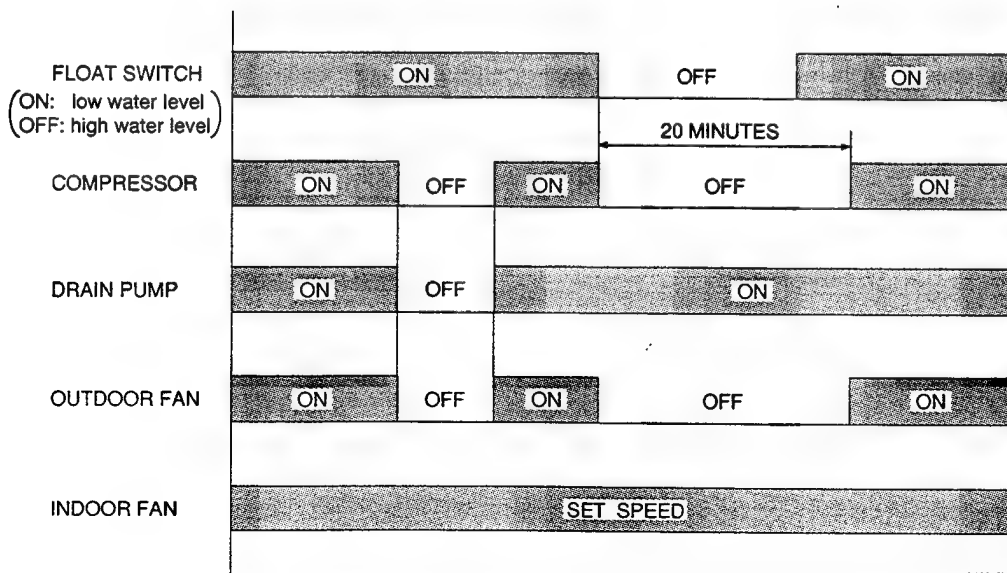 FLOAT SWITCH
(ON: low water level
OFF: high water level)
ON OFF ON
20 MINUTES
COMPRESSOR ON OFF ON OFF ON
DRAIN PUMP ON OFF ON
OUTDOOR FAN ON OFF ON OFF ON
INDOOR FAN SET SPEED